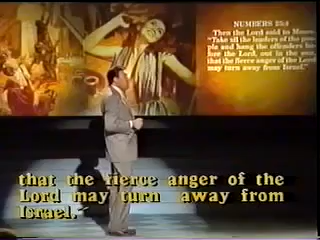 NUMBERS 25:4
Then the Lord said to Moses,
"Take all the leaders of the peo-
ple and hang the offenders be-
fore the Lord, out in the sun,
that the fierce anger of the Lord
may turn away from Israel."
that the fierce anger of the
Lord may turn away from
Israel."